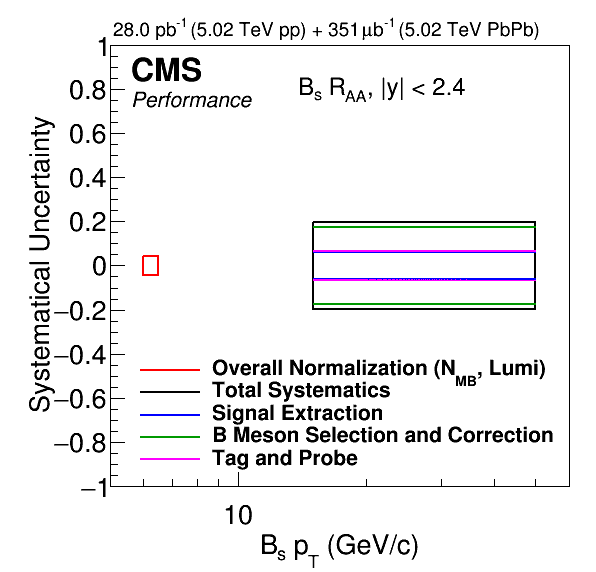 28.0 pb⁻¹ (5.02 TeV pp) + 351 μb⁻¹ (5.02 TeV PbPb)
CMS
Performance
B_s R_AA, |y| < 2.4
Systematical Uncertainty
1
0.8
0.6
0.4
0.2
0
−0.2
−0.4
−0.6
−0.8
−1
Overall Normalization (N_MB, Lumi)
Total Systematics
Signal Extraction
B Meson Selection and Correction
Tag and Probe
10
B_s p_T (GeV/c)